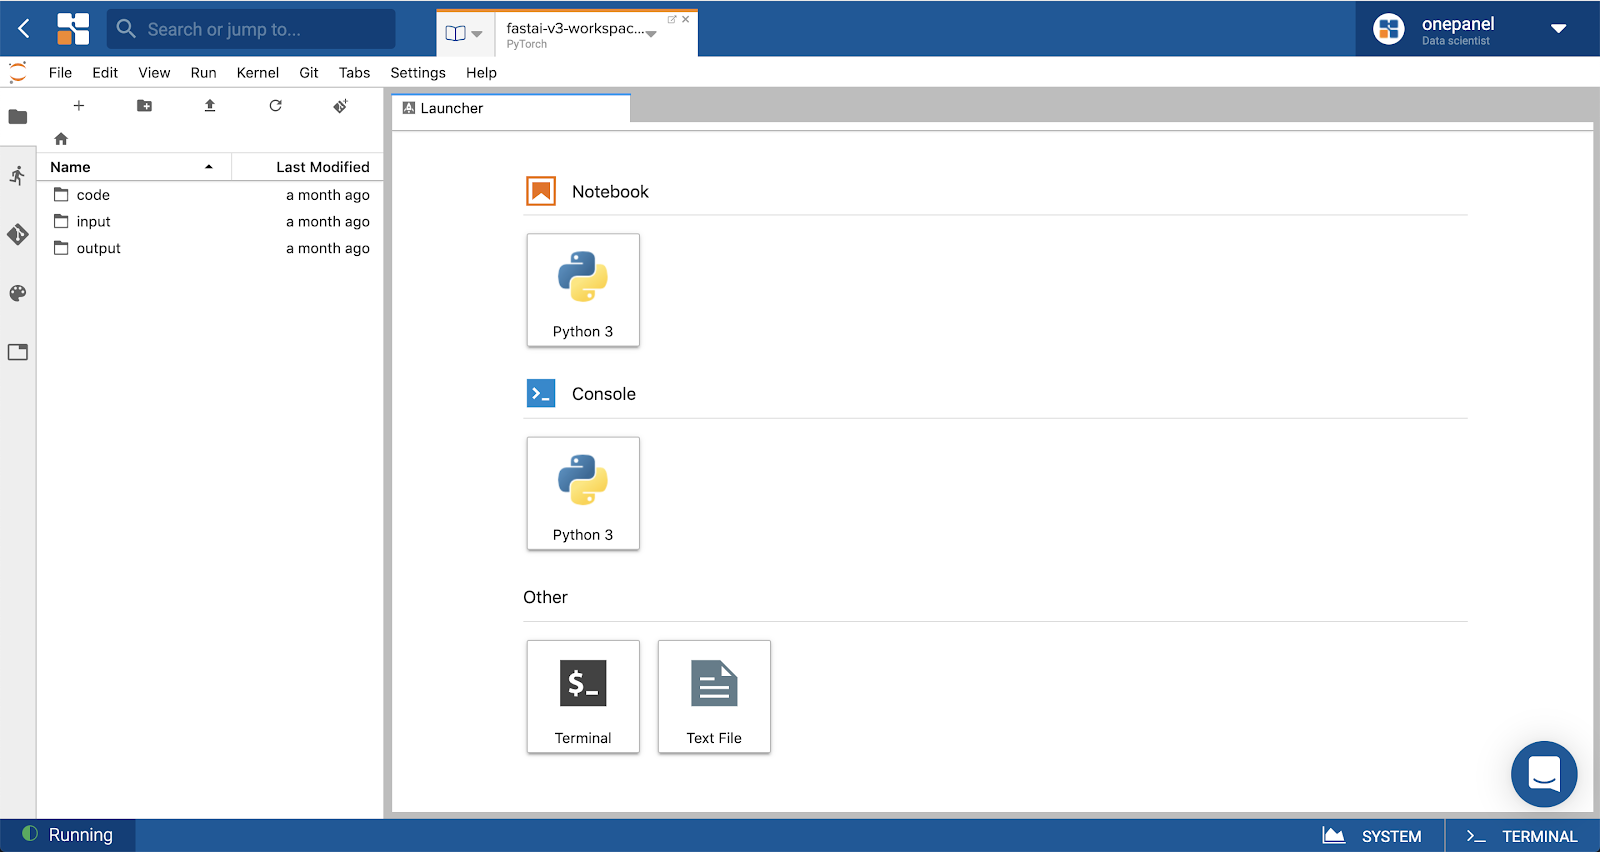 Search or jump to...
fastai-v3-workspac...
PyTorch
onepanel
Data scientist
File Edit View Run Kernel Git Tabs Settings Help
Launcher
Name Last Modified
code a month ago
input a month ago
output a month ago
Notebook
Python 3
Console
>_
Python 3
Other
$_
Terminal Text File
Running
SYSTEM
>_ TERMINAL